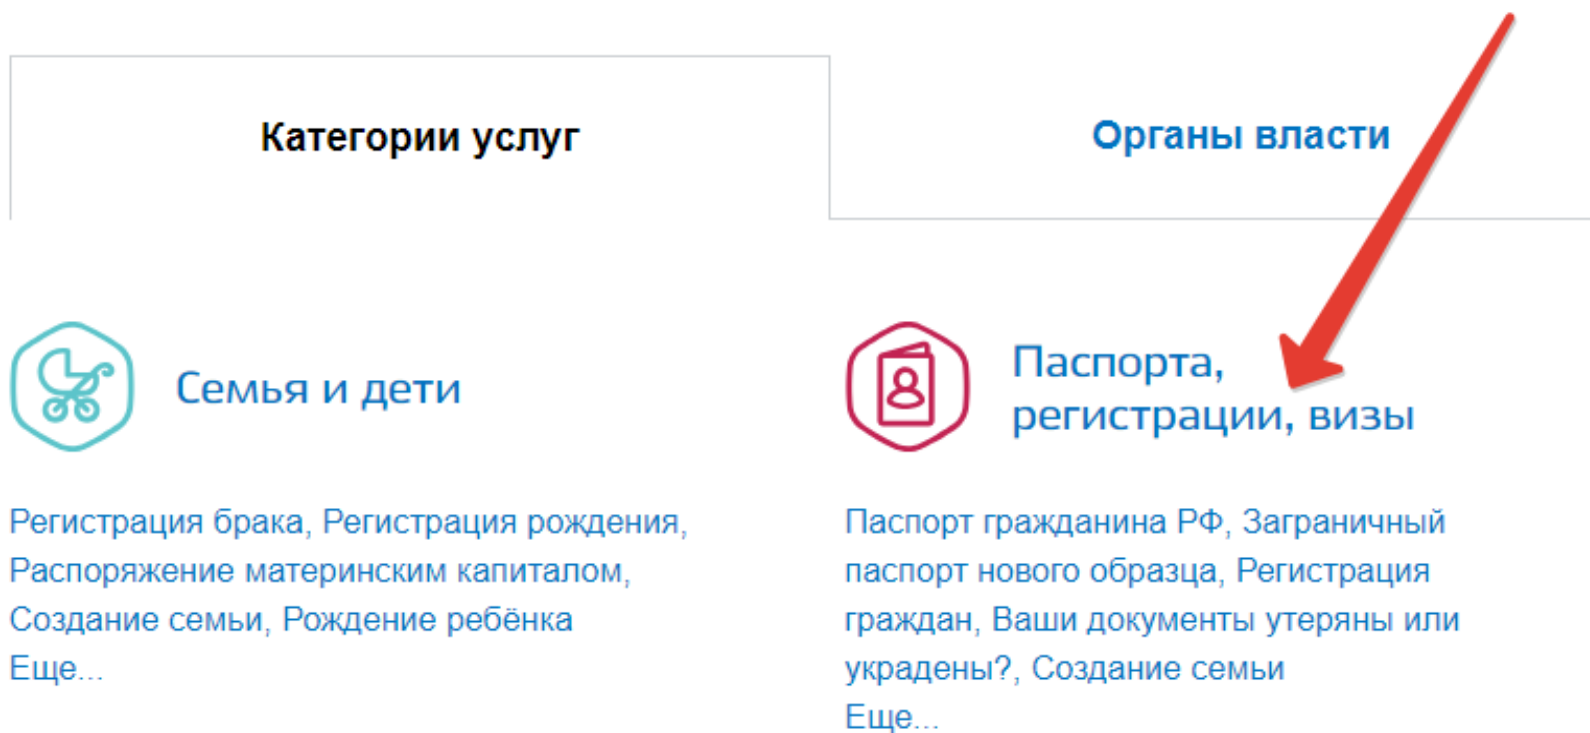 Категории услуг
Органы власти
Семья и дети
Регистрация брака, Регистрация рождения,
Распоряжение материнским капиталом,
Создание семьи, Рождение ребёнка
Еще...
Паспорта,
регистрации, визы
Паспорт гражданина РФ, Заграничный
паспорт нового образца, Регистрация
граждан, Ваши документы утеряны или
украдены?, Создание семьи
Еще...